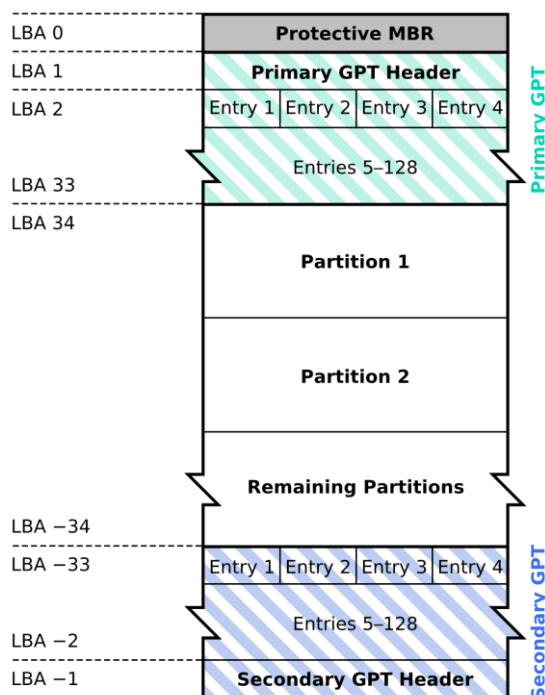 LBA 0
Protective MBR
LBA 1
Primary GPT Header
LBA 2
Entry 1 Entry 2 Entry 3 Entry 4
Entries 5–128
LBA 33
Primary GPT
LBA 34
Partition 1
Partition 2
Remaining Partitions
LBA −34
LBA −33
Entry 1 Entry 2 Entry 3 Entry 4
Entries 5–128
LBA −2
LBA −1
Secondary GPT Header
Secondary GPT